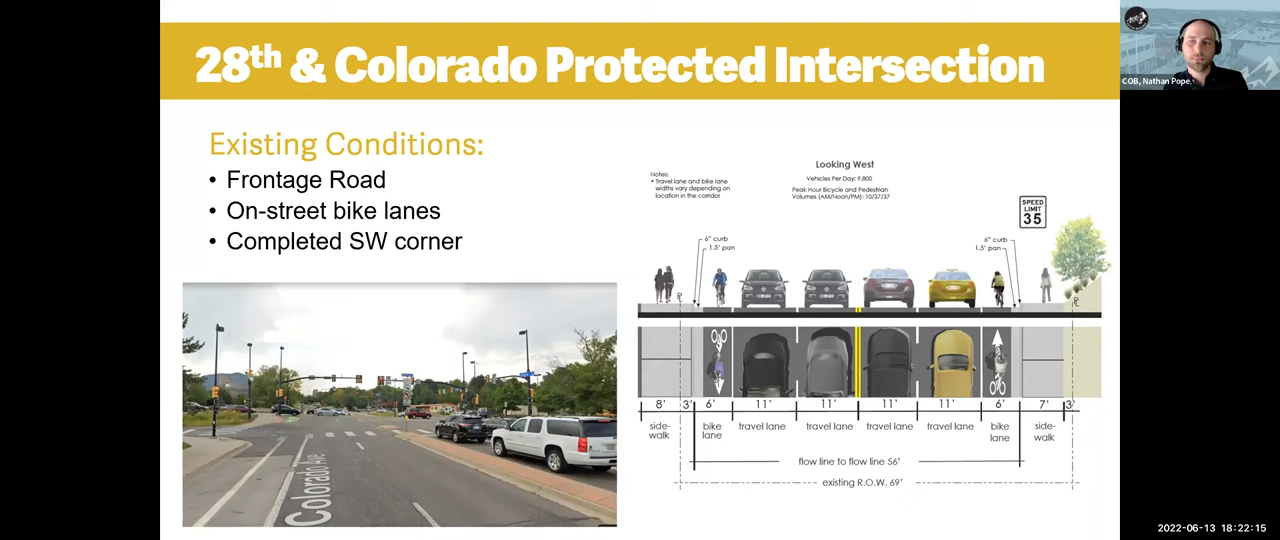 28th & Colorado Protected Intersection
COB, Nathan Pope
Existing Conditions:
• Frontage Road
• On-street bike lanes
• Completed SW corner
Looking West
Notes:
• Travel lane and bike lane
widths vary depending on
location in the corridor
Vehicles Per Day: 9,800
Peak Hour Bicycle and Pedestrian
Volumes (AM/Noon/PM): 10/37/37
SPEED
LIMIT
35
6" curb
1.5' pan
6" curb
1.5' pan
8' 3' 6' 11' 11' 11' 11' 6' 7' 3'
side-
walk
bike
lane
travel lane
travel lane
travel lane
travel lane
bike
lane
side-
walk
flow line to flow line 56'
existing R.O.W. 69'
Colorado Ave
2022-06-13 18:22:15